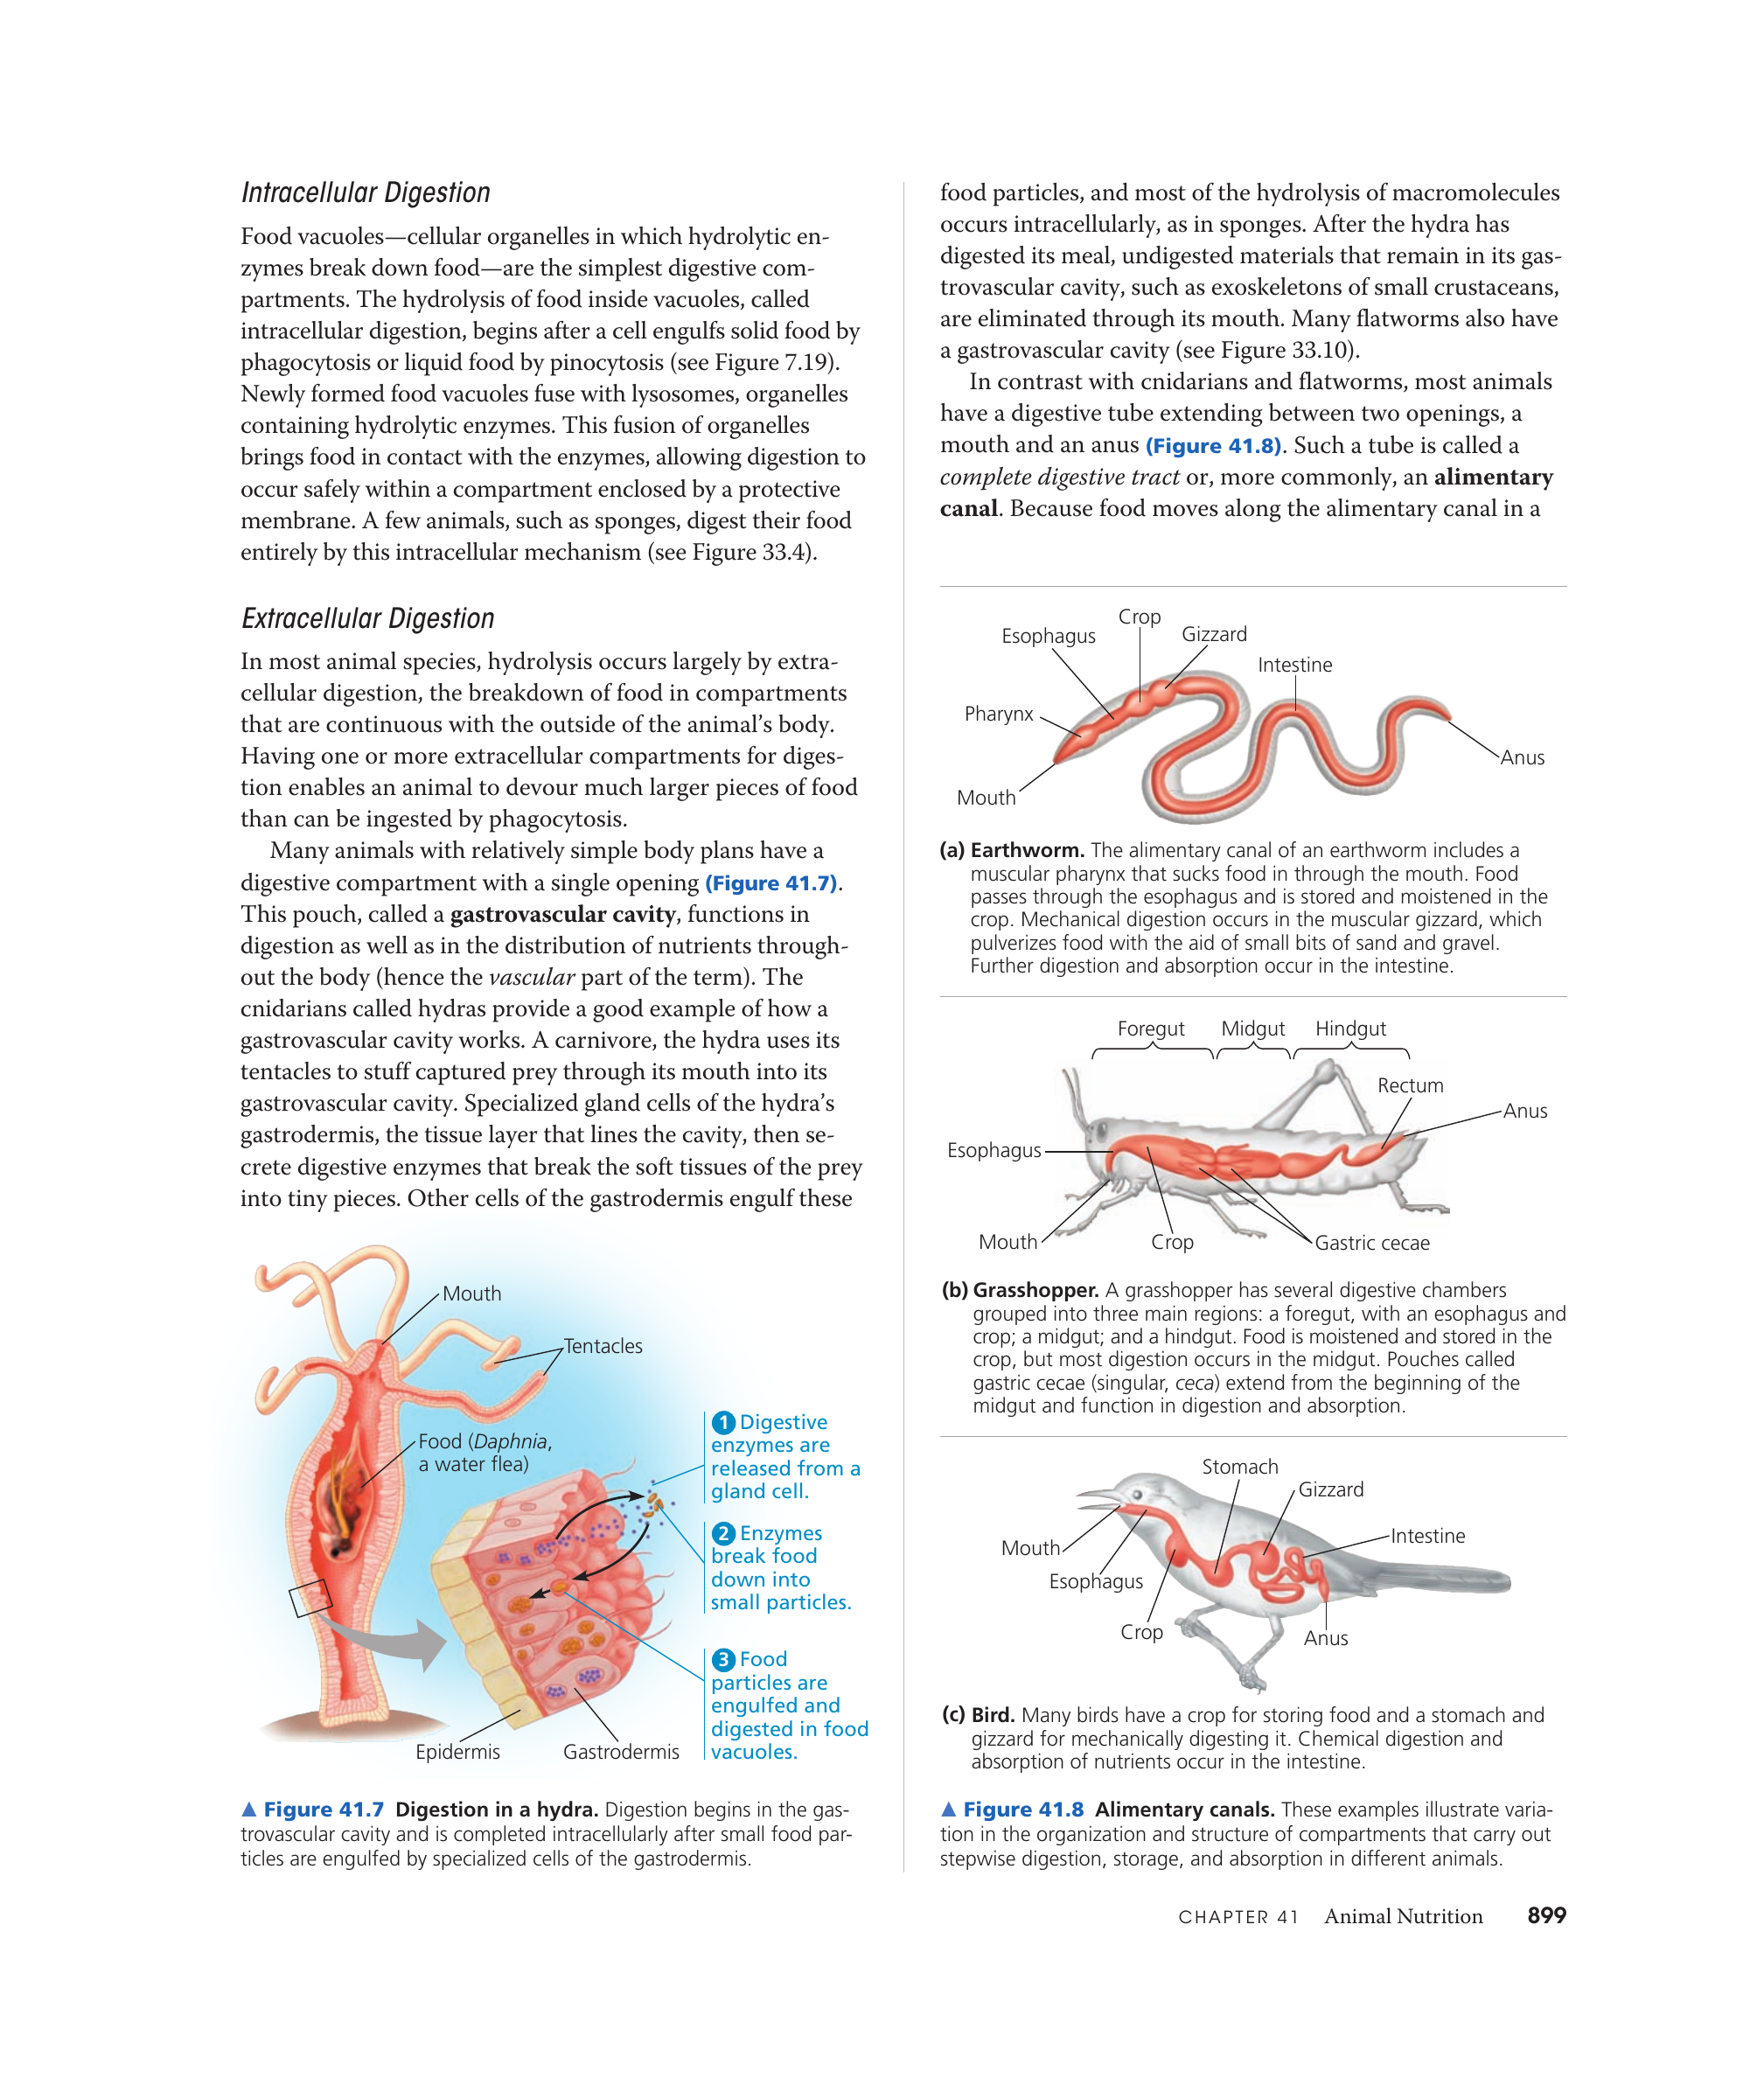 Intracellular Digestion
Food vacuoles—cellular organelles in which hydrolytic en-
zymes break down food—are the simplest digestive com-
partments. The hydrolysis of food inside vacuoles, called
intracellular digestion, begins after a cell engulfs solid food by
phagocytosis or liquid food by pinocytosis (see Figure 7.19).
Newly formed food vacuoles fuse with lysosomes, organelles
containing hydrolytic enzymes. This fusion of organelles
brings food in contact with the enzymes, allowing digestion to
occur safely within a compartment enclosed by a protective
membrane. A few animals, such as sponges, digest their food
entirely by this intracellular mechanism (see Figure 33.4).
Extracellular Digestion
In most animal species, hydrolysis occurs largely by extra-
cellular digestion, the breakdown of food in compartments
that are continuous with the outside of the animal's body.
Having one or more extracellular compartments for diges-
tion enables an animal to devour much larger pieces of food
than can be ingested by phagocytosis.
Many animals with relatively simple body plans have a
digestive compartment with a single opening (Figure 41.7).
This pouch, called a gastrovascular cavity, functions in
digestion as well as in the distribution of nutrients through-
out the body (hence the vascular part of the term). The
cnidarians called hydras provide a good example of how a
gastrovascular cavity works. A carnivore, the hydra uses its
tentacles to stuff captured prey through its mouth into its
gastrovascular cavity. Specialized gland cells of the hydra's
gastrodermis, the tissue layer that lines the cavity, then se-
crete digestive enzymes that break the soft tissues of the prey
into tiny pieces. Other cells of the gastrodermis engulf these
Mouth
Tentacles
Food (Daphnia,
a water flea)
1 Digestive
enzymes are
released from a
gland cell.
2 Enzymes
break food
down into
small particles.
3 Food
particles are
engulfed and
digested in food
vacuoles.
Epidermis
Gastrodermis
▲ Figure 41.7 Digestion in a hydra. Digestion begins in the gas-
trovascular cavity and is completed intracellularly after small food par-
ticles are engulfed by specialized cells of the gastrodermis.
food particles, and most of the hydrolysis of macromolecules
occurs intracellularly, as in sponges. After the hydra has
digested its meal, undigested materials that remain in its gas-
trovascular cavity, such as exoskeletons of small crustaceans,
are eliminated through its mouth. Many flatworms also have
a gastrovascular cavity (see Figure 33.10).
In contrast with cnidarians and flatworms, most animals
have a digestive tube extending between two openings, a
mouth and an anus (Figure 41.8). Such a tube is called a
complete digestive tract or, more commonly, an alimentary
canal. Because food moves along the alimentary canal in a
Crop
Esophagus
Gizzard
Intestine
Pharynx
Anus
Mouth
(a) Earthworm. The alimentary canal of an earthworm includes a
muscular pharynx that sucks food in through the mouth. Food
passes through the esophagus and is stored and moistened in the
crop. Mechanical digestion occurs in the muscular gizzard, which
pulverizes food with the aid of small bits of sand and gravel.
Further digestion and absorption occur in the intestine.
Foregut Midgut Hindgut
Rectum
Anus
Esophagus
Mouth
Crop
Gastric cecae
(b) Grasshopper. A grasshopper has several digestive chambers
grouped into three main regions: a foregut, with an esophagus and
crop; a midgut; and a hindgut. Food is moistened and stored in the
crop, but most digestion occurs in the midgut. Pouches called
gastric cecae (singular, ceca) extend from the beginning of the
midgut and function in digestion and absorption.
Stomach
Gizzard
Intestine
Mouth
Esophagus
Crop
Anus
(c) Bird. Many birds have a crop for storing food and a stomach and
gizzard for mechanically digesting it. Chemical digestion and
absorption of nutrients occur in the intestine.
▲ Figure 41.8 Alimentary canals. These examples illustrate varia-
tion in the organization and structure of compartments that carry out
stepwise digestion, storage, and absorption in different animals.
CHAPTER 41 Animal Nutrition 899